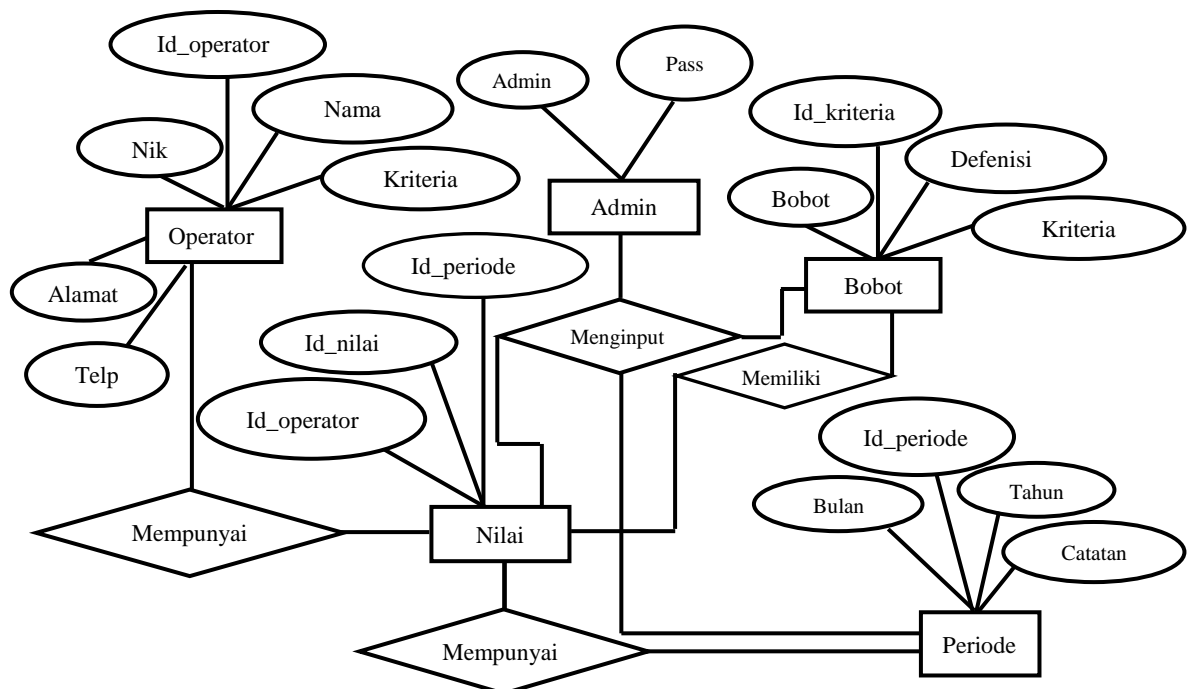 Id_operator
Pass
Admin
Nama
Id_kriteria
Nik
Defenisi
Kriteria
Bobot
Admin
Kriteria
Operator
Id_periode
Bobot
Alamat
Menginput
Id_nilai
Telp
Memiliki
Id_operator
Id_periode
Tahun
Bulan
Mempunyai
Nilai
Catatan
Periode
Mempunyai